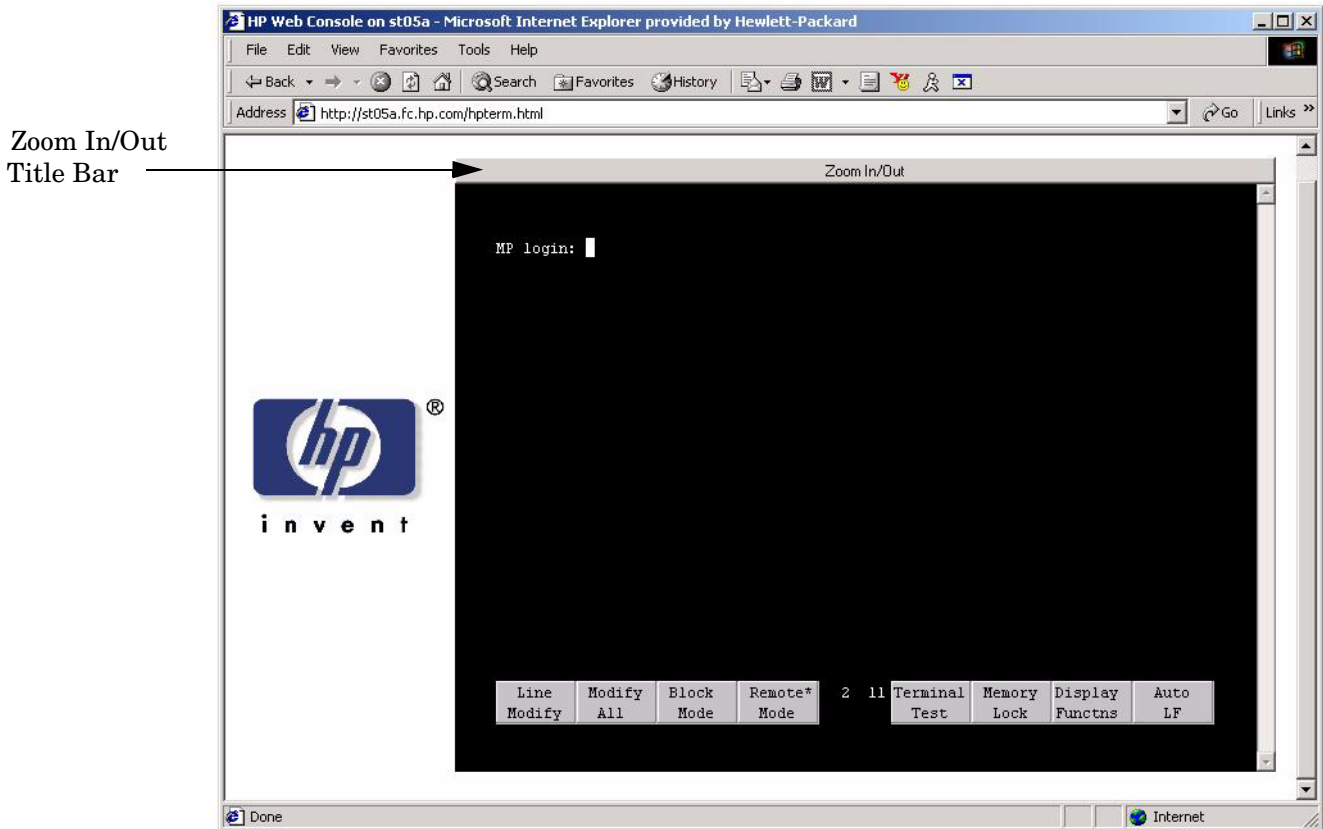 HP Web Console on st05a - Microsoft Internet Explorer provided by Hewlett-Packard
File Edit View Favorites Tools Help
Back Search Favorites History
Address http://st05a.fc.hp.com/hpterm.html Go Links »
Zoom In/Out
Title Bar
Zoom In/Out
MP login:
hp ®
invent
Line Modify Block Remote* 2 11 Terminal Memory Display Auto
Modify All Mode Mode Test Lock Functns LF
Done Internet